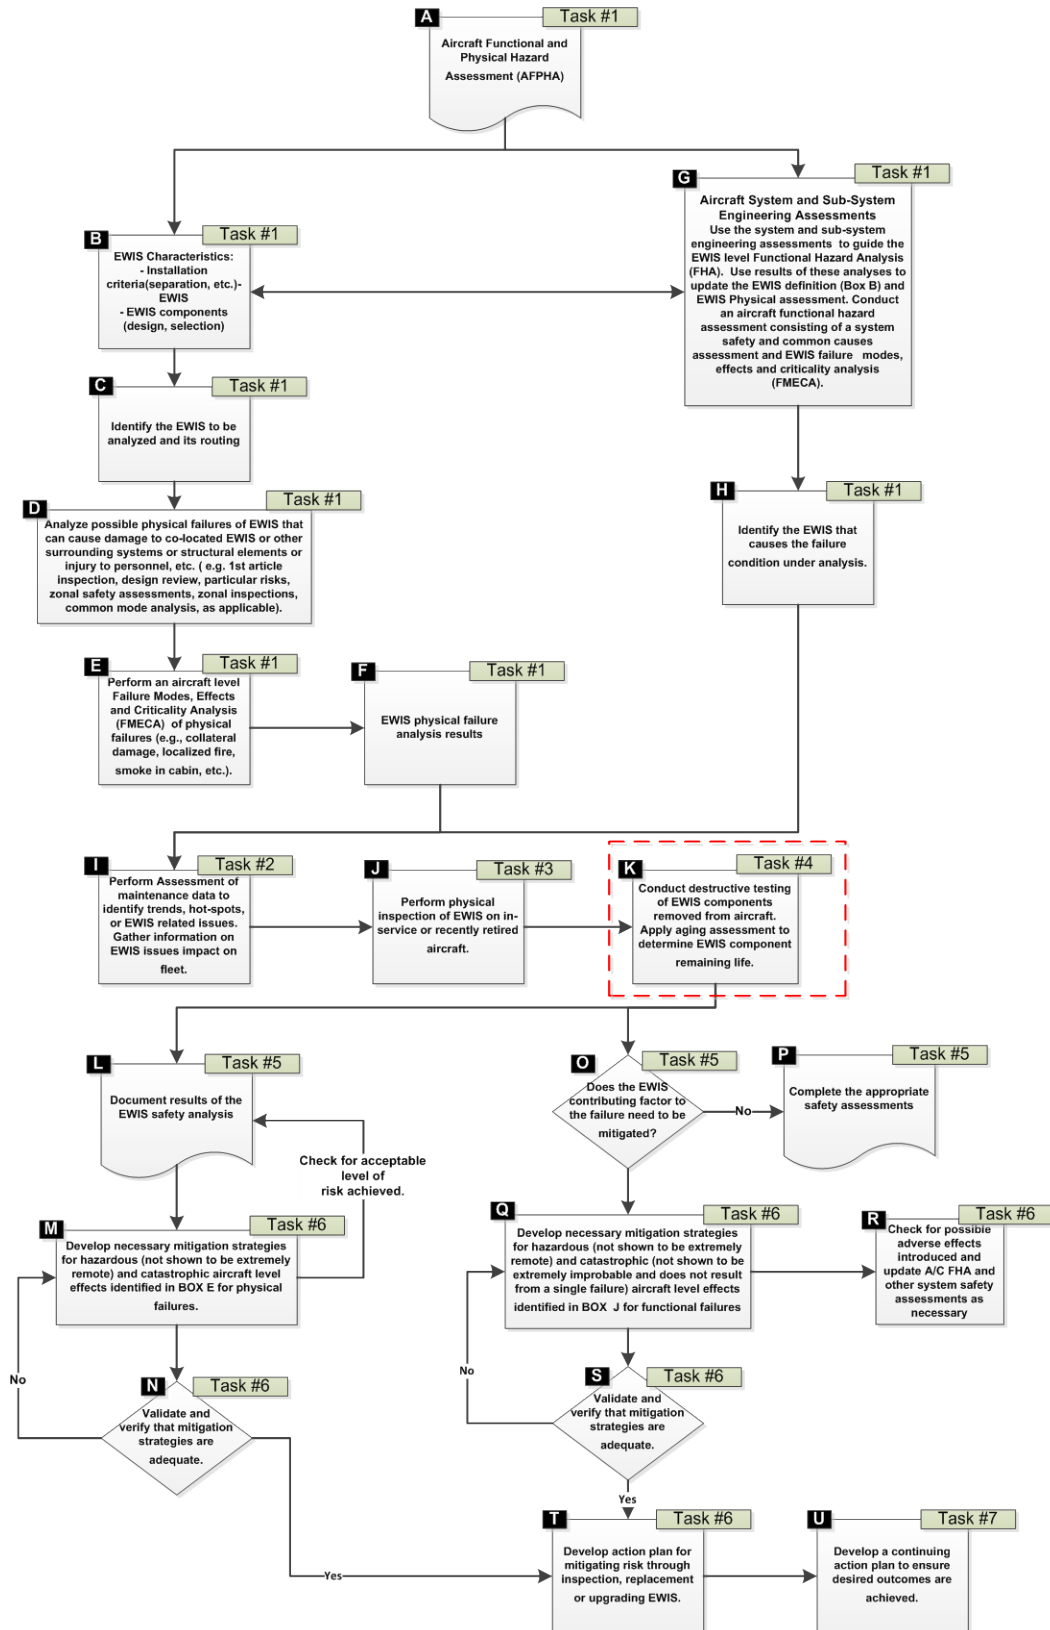 A
Task #1
Aircraft Functional and
Physical Hazard
Assessment (AFPHA)
B
Task #1
EWIS Characteristics:
- Installation
criteria(separation, etc.)-
EWIS
- EWIS components
(design, selection)
G
Task #1
Aircraft System and Sub-System
Engineering Assessments
Use the system and sub-system
engineering assessments to guide the
EWIS level Functional Hazard Analysis
(FHA). Use results of these analyses to
update the EWIS definition (Box B) and
EWIS Physical assessment. Conduct
an aircraft functional hazard
assessment consisting of a system
safety and common causes
assessment and EWIS failure modes,
effects and criticality analysis
(FMECA).
C
Task #1
Identify the EWIS to be
analyzed and its routing
D
Task #1
Analyze possible physical failures of EWIS that
can cause damage to co-located EWIS or other
surrounding systems or structural elements or
injury to personnel, etc. ( e.g. 1st article
inspection, design review, particular risks,
zonal safety assessments, zonal inspections,
common mode analysis, as applicable).
H
Task #1
Identify the EWIS that
causes the failure
condition under analysis.
E
Task #1
Perform an aircraft level
Failure Modes, Effects
and Criticality Analysis
(FMECA) of physical
failures (e.g., collateral
damage, localized fire,
smoke in cabin, etc.).
F
Task #1
EWIS physical failure
analysis results
I
Task #2
Perform Assessment of
maintenance data to
identify trends, hot-spots,
or EWIS related issues.
Gather information on
EWIS issues impact on
fleet.
J
Task #3
Perform physical
inspection of EWIS on in-
service or recently retired
aircraft.
K
Task #4
Conduct destructive testing
of EWIS components
removed from aircraft.
Apply aging assessment to
determine EWIS component
remaining life.
L
Task #5
Document results of the
EWIS safety analysis
O
Task #5
Does the EWIS
contributing factor to
the failure need to be
mitigated?
No
P
Task #5
Complete the appropriate
safety assessments
Check for acceptable
level of
risk achieved.
M
Task #6
Develop necessary mitigation strategies
for hazardous (not shown to be extremely
remote) and catastrophic aircraft level
effects identified in BOX E for physical
failures.
Q
Task #6
Develop necessary mitigation strategies
for hazardous (not shown to be extremely
remote) and catastrophic (not shown to be
extremely improbable and does not result
from a single failure) aircraft level effects
identified in BOX J for functional failures
R
Task #6
Check for possible
adverse effects
introduced and
update A/C FHA and
other system safety
assessments as
necessary
No
N
Task #6
Validate and
verify that mitigation
strategies are
adequate.
No
S
Task #6
Validate and
verify that mitigation
strategies are
adequate.
Yes
Yes
T
Task #6
Develop action plan for
mitigating risk through
inspection, replacement
or upgrading EWIS.
U
Task #7
Develop a continuing
action plan to ensure
desired outcomes are
achieved.